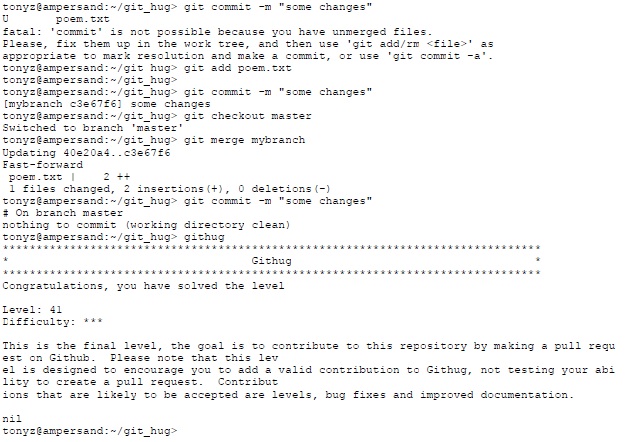 tonyz@ampersand:~/git_hug> git commit -m "some changes"
U       poem.txt
fatal: 'commit' is not possible because you have unmerged files.
Please, fix them up in the work tree, and then use 'git add/rm <file>' as
appropriate to mark resolution and make a commit, or use 'git commit -a'.
tonyz@ampersand:~/git_hug> git add poem.txt
tonyz@ampersand:~/git_hug>
tonyz@ampersand:~/git_hug> git commit -m "some changes"
[mybranch c3e67f6] some changes
tonyz@ampersand:~/git_hug> git checkout master
Switched to branch 'master'
tonyz@ampersand:~/git_hug> git merge mybranch
Updating 40e20a4..c3e67f6
Fast-forward
 poem.txt |    2 ++
 1 files changed, 2 insertions(+), 0 deletions(-)
tonyz@ampersand:~/git_hug> git commit -m "some changes"
# On branch master
nothing to commit (working directory clean)
tonyz@ampersand:~/git_hug> githug
********************************************************************************
*                                    Githug                                    *
********************************************************************************
Congratulations, you have solved the level

Level: 41
Difficulty: ***

This is the final level, the goal is to contribute to this repository by making a pull requ
est on Github.  Please note that this lev
el is designed to encourage you to add a valid contribution to Githug, not testing your abi
lity to create a pull request.  Contribut
ions that are likely to be accepted are levels, bug fixes and improved documentation.

nil
tonyz@ampersand:~/git_hug>